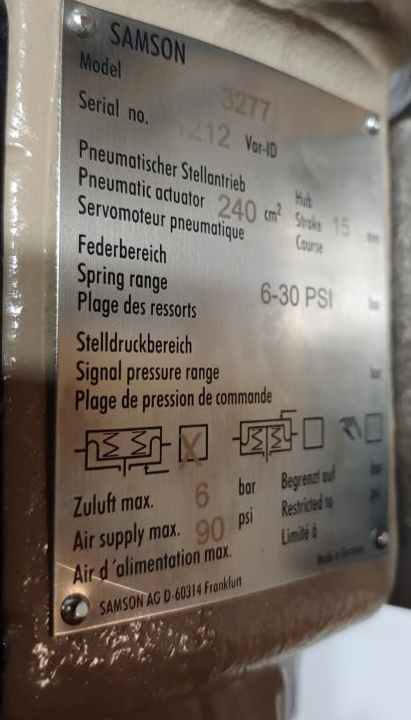 SAMSON
Model 3277
Serial no. 1212 Var-ID
Pneumatischer Stellantrieb
Pneumatic actuator 240 cm²
Servomoteur pneumatique
Hub
Stroke 15 mm
Course
Federbereich
Spring range 6-30 PSI bar
Plage des ressorts
Stelldruckbereich
Signal pressure range bar
Plage de pression de commande
X
Zuluft max. 6 bar
Air supply max. 90 psi
Air d´alimentation max.
Begrenzt auf bar
Restricted to psi
Limité à
Made in Germany
SAMSON AG D-60314 Frankfurt